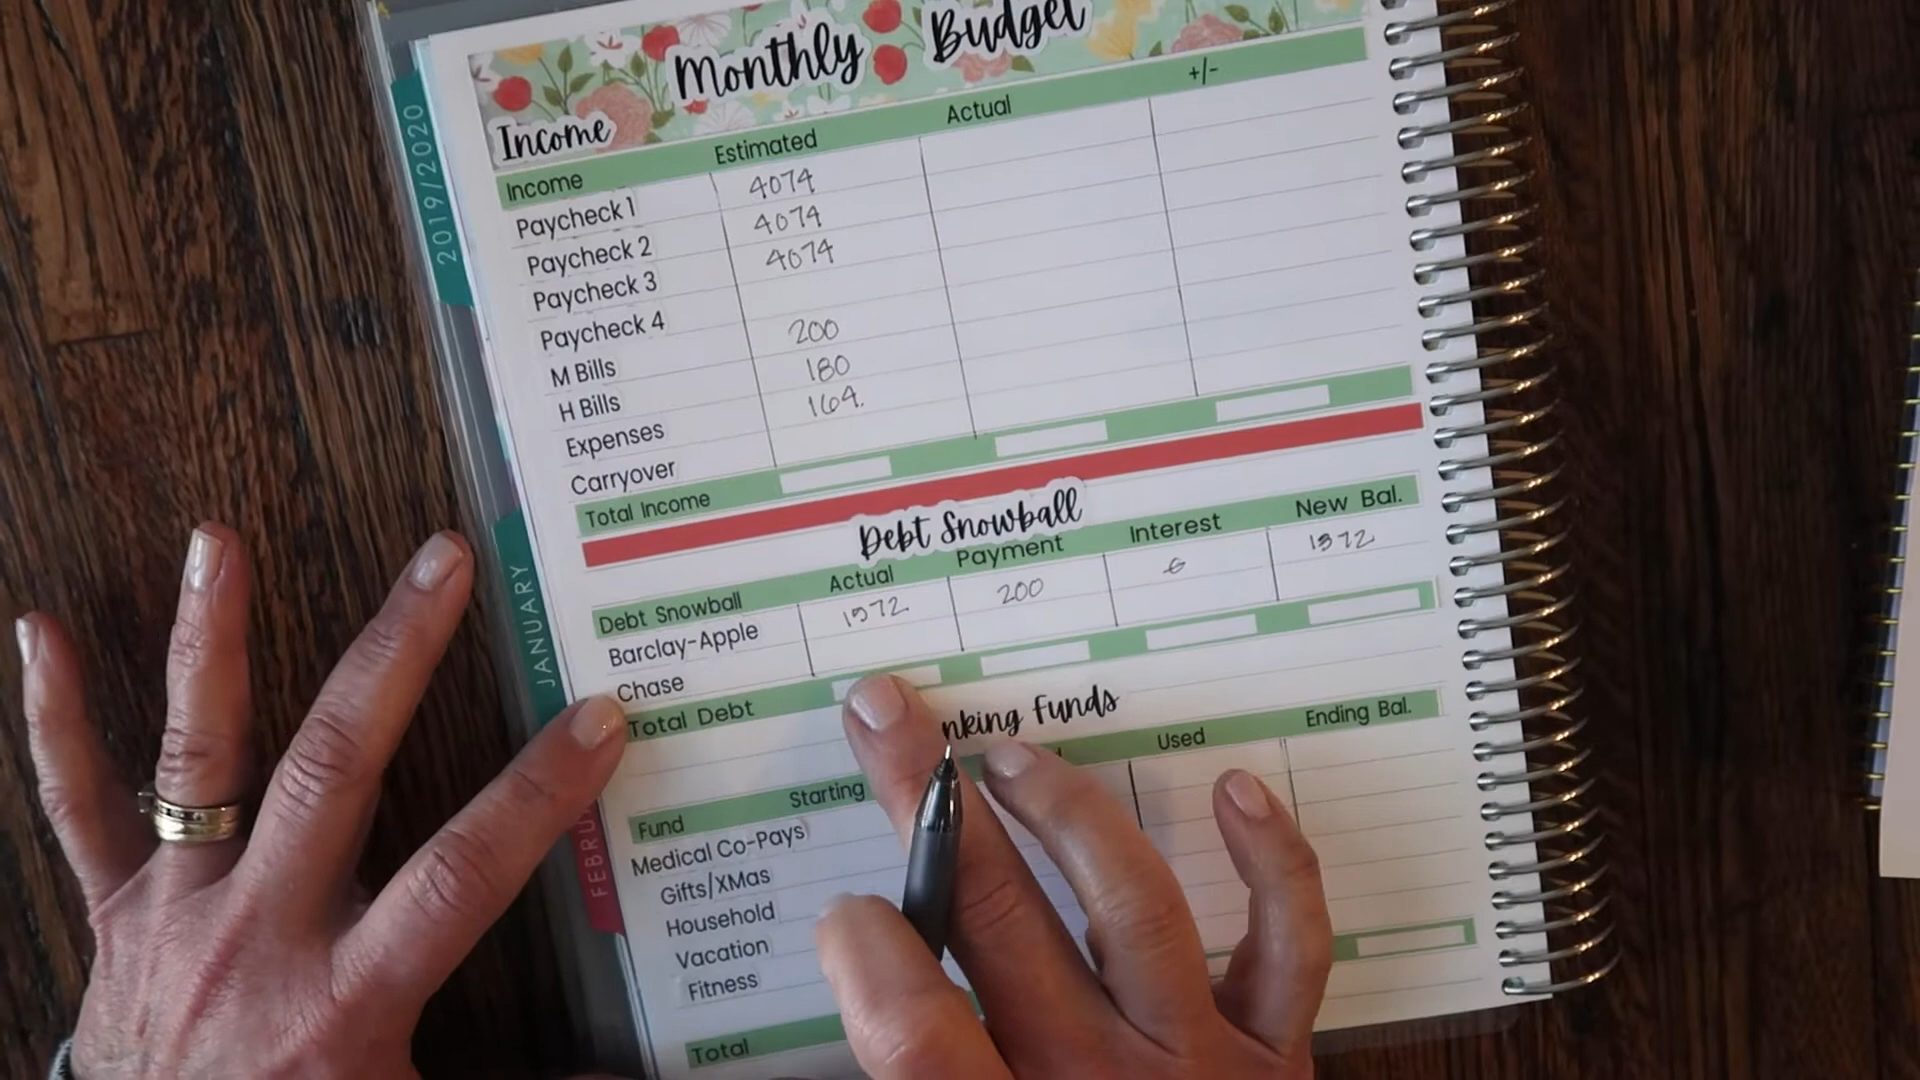 Monthly Budget
Income
Income Estimated Actual +/-
Paycheck 1 4074
Paycheck 2 4074
Paycheck 3 4074
Paycheck 4
M Bills 200
H Bills 180
Expenses 164.
Carryover
Total Income
Debt Snowball
Debt Snowball Actual Payment Interest New Bal.
Barclay-Apple 1572 200 1372
Chase
Total Debt
nking Funds
Fund Starting Used Ending Bal.
Medical Co-Pays
Gifts/XMas
Household
Vacation
Fitness
Total
2019/2020
JANUARY
FEBRU